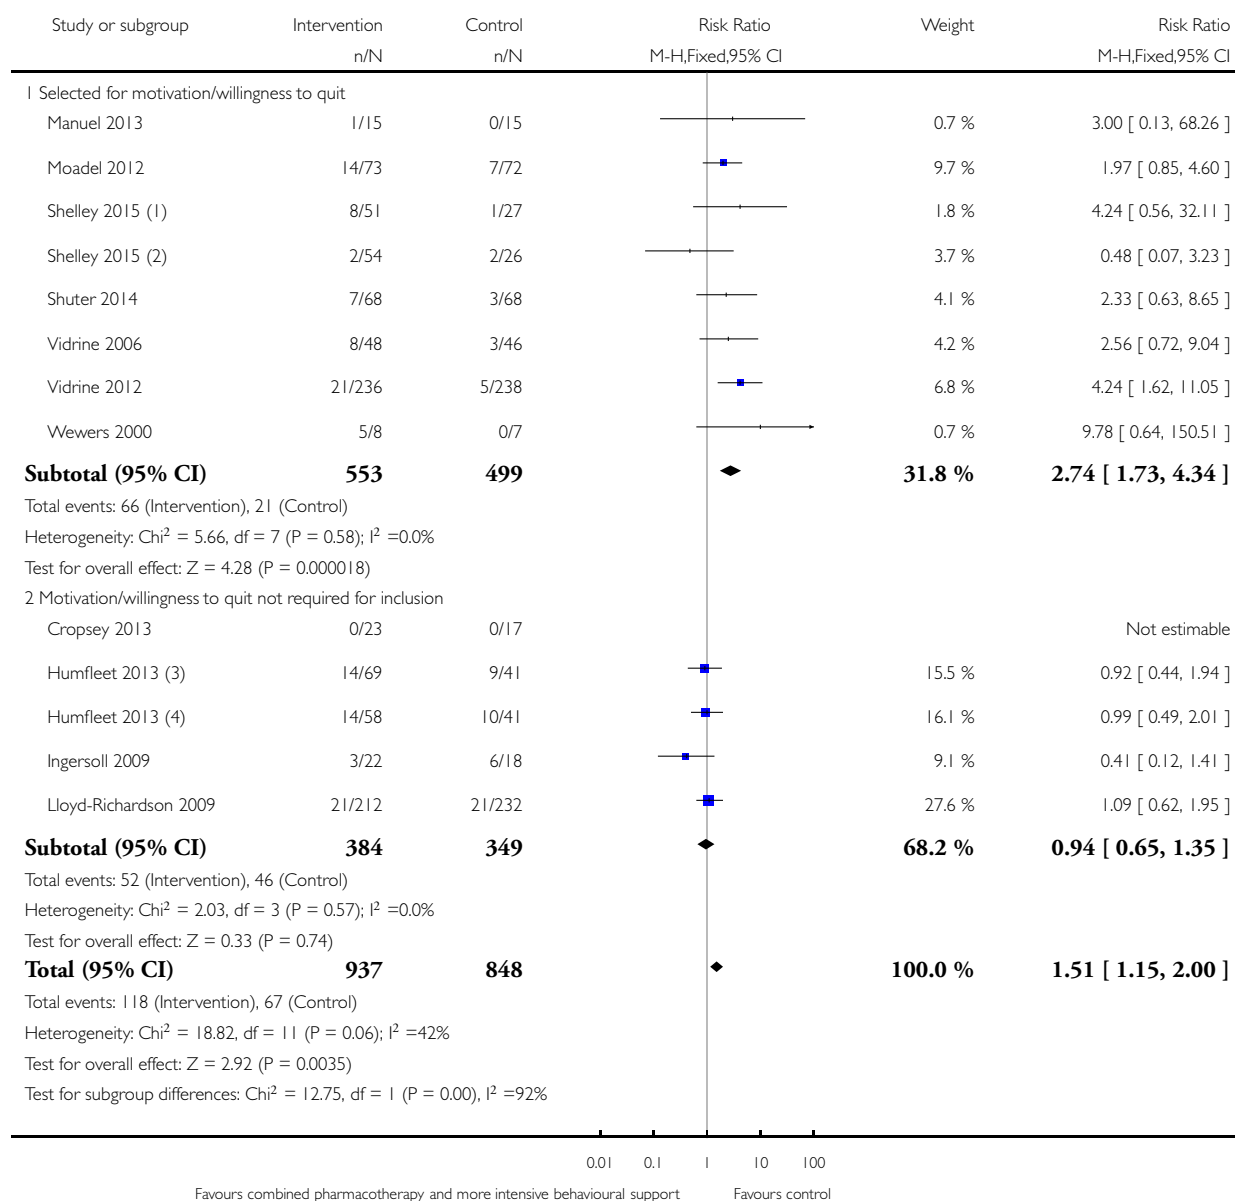 Study or subgroup Intervention Control Risk Ratio Weight Risk Ratio
n/N n/N M-H,Fixed,95% CI M-H,Fixed,95% CI
1 Selected for motivation/willingness to quit
Manuel 2013 1/15 0/15 0.7 % 3.00 [ 0.13, 68.26 ]
Moadel 2012 14/73 7/72 9.7 % 1.97 [ 0.85, 4.60 ]
Shelley 2015 (1) 8/51 1/27 1.8 % 4.24 [ 0.56, 32.11 ]
Shelley 2015 (2) 2/54 2/26 3.7 % 0.48 [ 0.07, 3.23 ]
Shuter 2014 7/68 3/68 4.1 % 2.33 [ 0.63, 8.65 ]
Vidrine 2006 8/48 3/46 4.2 % 2.56 [ 0.72, 9.04 ]
Vidrine 2012 21/236 5/238 6.8 % 4.24 [ 1.62, 11.05 ]
Wewers 2000 5/8 0/7 0.7 % 9.78 [ 0.64, 150.51 ]
Subtotal (95% CI) 553 499 31.8 % 2.74 [ 1.73, 4.34 ]
Total events: 66 (Intervention), 21 (Control)
Heterogeneity: Chi² = 5.66, df = 7 (P = 0.58); I² =0.0%
Test for overall effect: Z = 4.28 (P = 0.000018)
2 Motivation/willingness to quit not required for inclusion
Cropsey 2013 0/23 0/17 Not estimable
Humfleet 2013 (3) 14/69 9/41 15.5 % 0.92 [ 0.44, 1.94 ]
Humfleet 2013 (4) 14/58 10/41 16.1 % 0.99 [ 0.49, 2.01 ]
Ingersoll 2009 3/22 6/18 9.1 % 0.41 [ 0.12, 1.41 ]
Lloyd-Richardson 2009 21/212 21/232 27.6 % 1.09 [ 0.62, 1.95 ]
Subtotal (95% CI) 384 349 68.2 % 0.94 [ 0.65, 1.35 ]
Total events: 52 (Intervention), 46 (Control)
Heterogeneity: Chi² = 2.03, df = 3 (P = 0.57); I² =0.0%
Test for overall effect: Z = 0.33 (P = 0.74)
Total (95% CI) 937 848 100.0 % 1.51 [ 1.15, 2.00 ]
Total events: 118 (Intervention), 67 (Control)
Heterogeneity: Chi² = 18.82, df = 11 (P = 0.06); I² =42%
Test for overall effect: Z = 2.92 (P = 0.0035)
Test for subgroup differences: Chi² = 12.75, df = 1 (P = 0.00), I² =92%
0.01 0.1 1 10 100
Favours combined pharmacotherapy and more intensive behavioural support Favours control